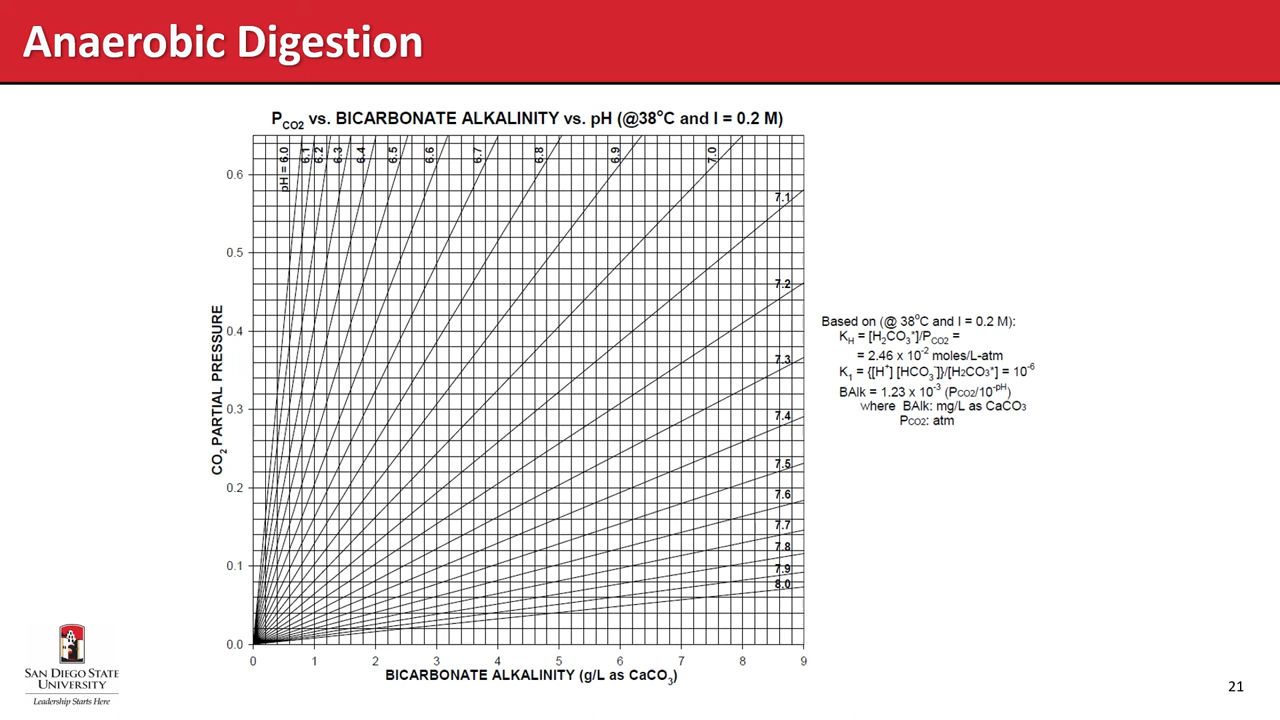 Anaerobic Digestion
P_CO2 vs. BICARBONATE ALKALINITY vs. pH (@38°C and I = 0.2 M)
pH = 6.0
6.1
6.2
6.3
6.4
6.5
6.6
6.7
6.8
6.9
7.0
7.1
7.2
7.3
7.4
7.5
7.6
7.7
7.8
7.9
8.0
CO₂ PARTIAL PRESSURE
0.6
0.5
0.4
0.3
0.2
0.1
0.0
0 1 2 3 4 5 6 7 8 9
BICARBONATE ALKALINITY (g/L as CaCO₃)
Based on (@ 38°C and I = 0.2 M):
K_H = [H₂CO₃*]/P_CO2 =
= 2.46 x 10⁻² moles/L-atm
K₁ = {[H⁺] [HCO₃⁻]}/[H₂CO₃*] = 10⁻⁶
BAlk = 1.23 x 10⁻³ (P_CO2/10^-pH)
where BAlk: mg/L as CaCO₃
P_CO2: atm
SAN DIEGO STATE
UNIVERSITY
Leadership Starts Here
21